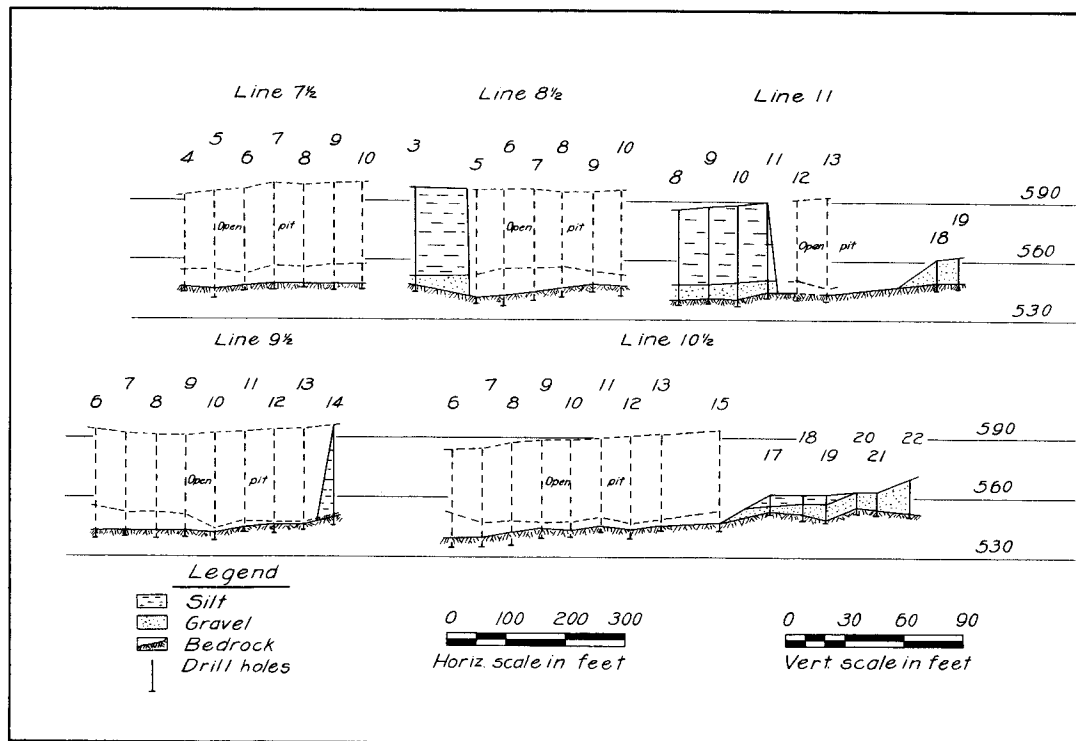 Line 7½ Line 8½ Line 11
4 5 6 7 8 9 10
3 5 6 7 8 9 10
8 9 10 11 12 13 18 19
Open pit
Open pit
Open pit
590
560
530
Line 9½ Line 10½
6 7 8 9 10 11 12 13 14
6 7 8 9 10 11 12 13 15 17 18 19 20 21 22
Open pit
Open pit
590
560
530
Legend
Silt
Gravel
Bedrock
Drill holes
0 100 200 300
Horiz. scale in feet
0 30 60 90
Vert. scale in feet